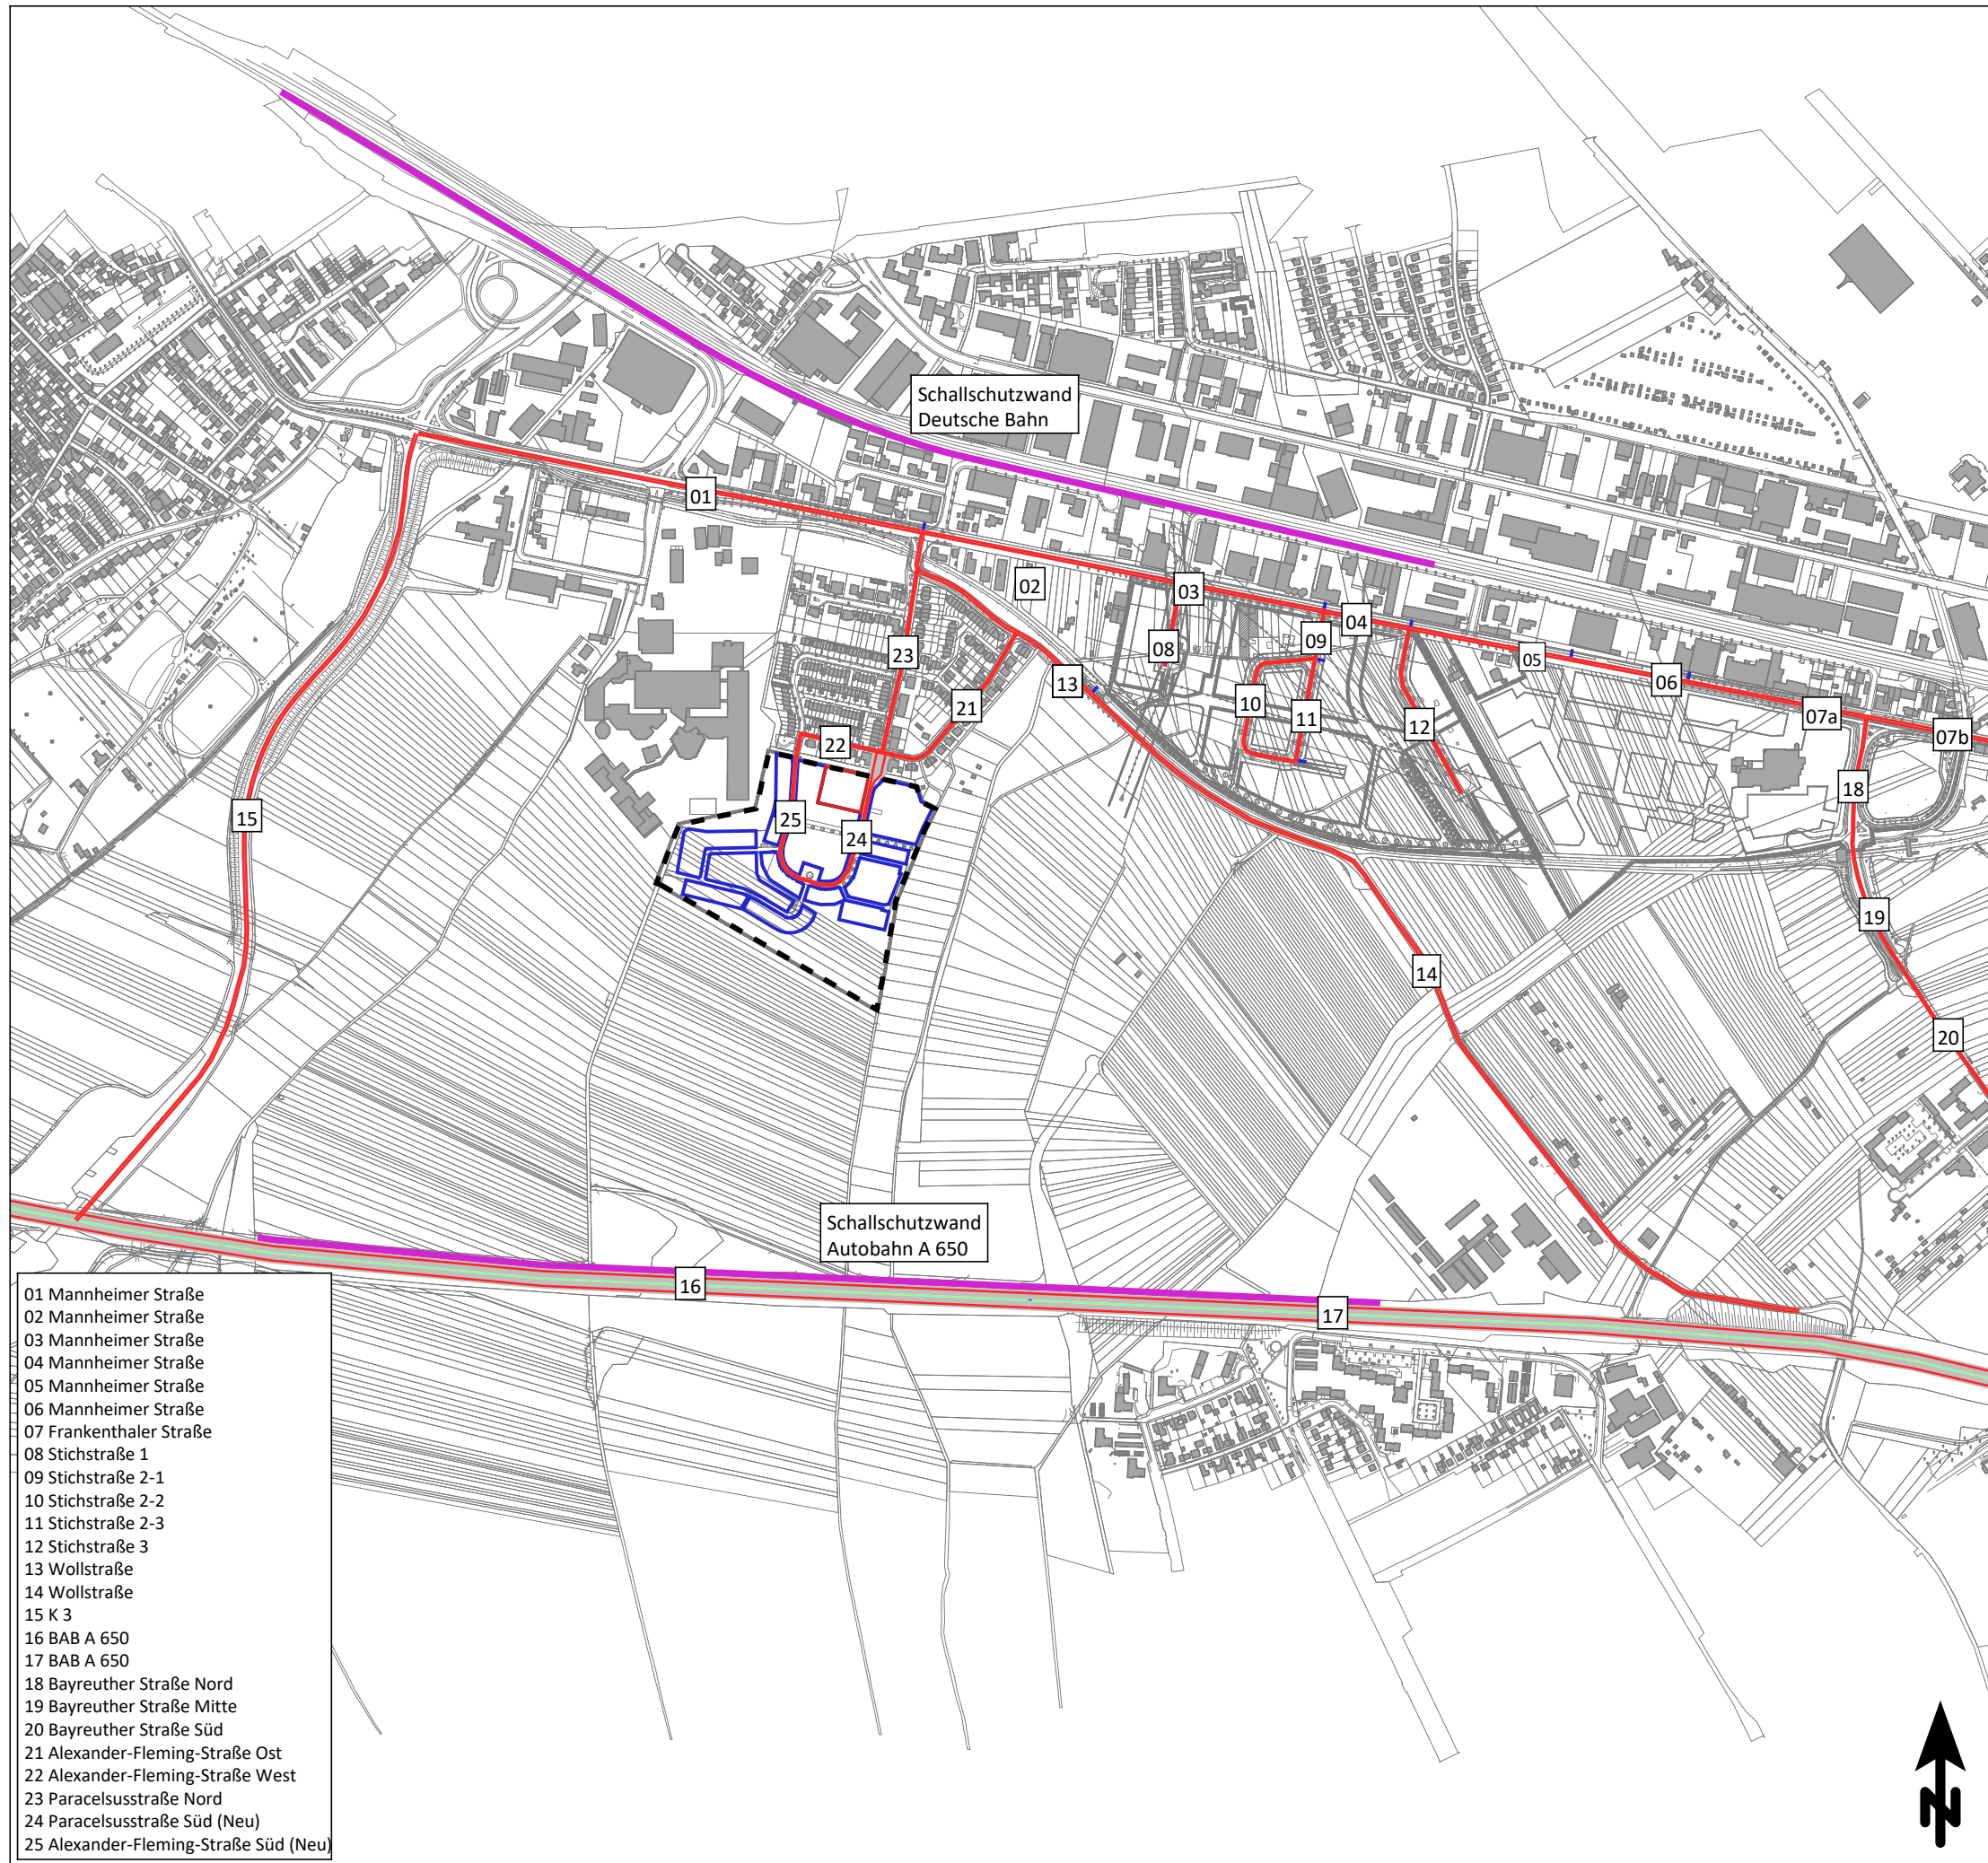 Schallschutzwand
Deutsche Bahn
01
02
03
04
09
08
23
05
13
06
10
21
11
07a
12
07b
22
18
15
25
24
19
14
20
Schallschutzwand
Autobahn A 650
16
17
01 Mannheimer Straße
02 Mannheimer Straße
03 Mannheimer Straße
04 Mannheimer Straße
05 Mannheimer Straße
06 Mannheimer Straße
07 Frankenthaler Straße
08 Stichstraße 1
09 Stichstraße 2-1
10 Stichstraße 2-2
11 Stichstraße 2-3
12 Stichstraße 3
13 Wollstraße
14 Wollstraße
15 K 3
16 BAB A 650
17 BAB A 650
18 Bayreuther Straße Nord
19 Bayreuther Straße Mitte
20 Bayreuther Straße Süd
21 Alexander-Fleming-Straße Ost
22 Alexander-Fleming-Straße West
23 Paracelsusstraße Nord
24 Paracelsusstraße Süd (Neu)
25 Alexander-Fleming-Straße Süd (Neu)
N